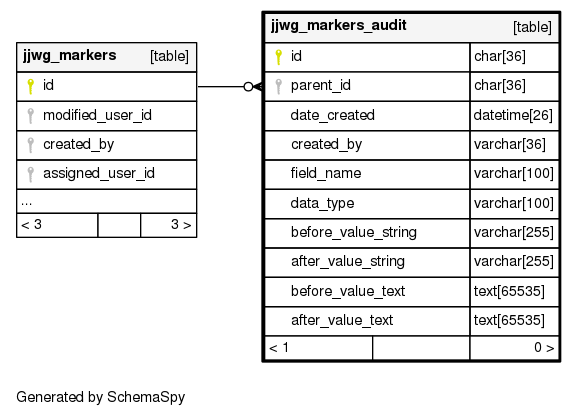 jjwg_markers [table]
id
modified_user_id
created_by
assigned_user_id
...
< 3 3 >
jjwg_markers_audit [table]
id char[36]
parent_id char[36]
date_created datetime[26]
created_by varchar[36]
field_name varchar[100]
data_type varchar[100]
before_value_string varchar[255]
after_value_string varchar[255]
before_value_text text[65535]
after_value_text text[65535]
< 1 0 >
Generated by SchemaSpy